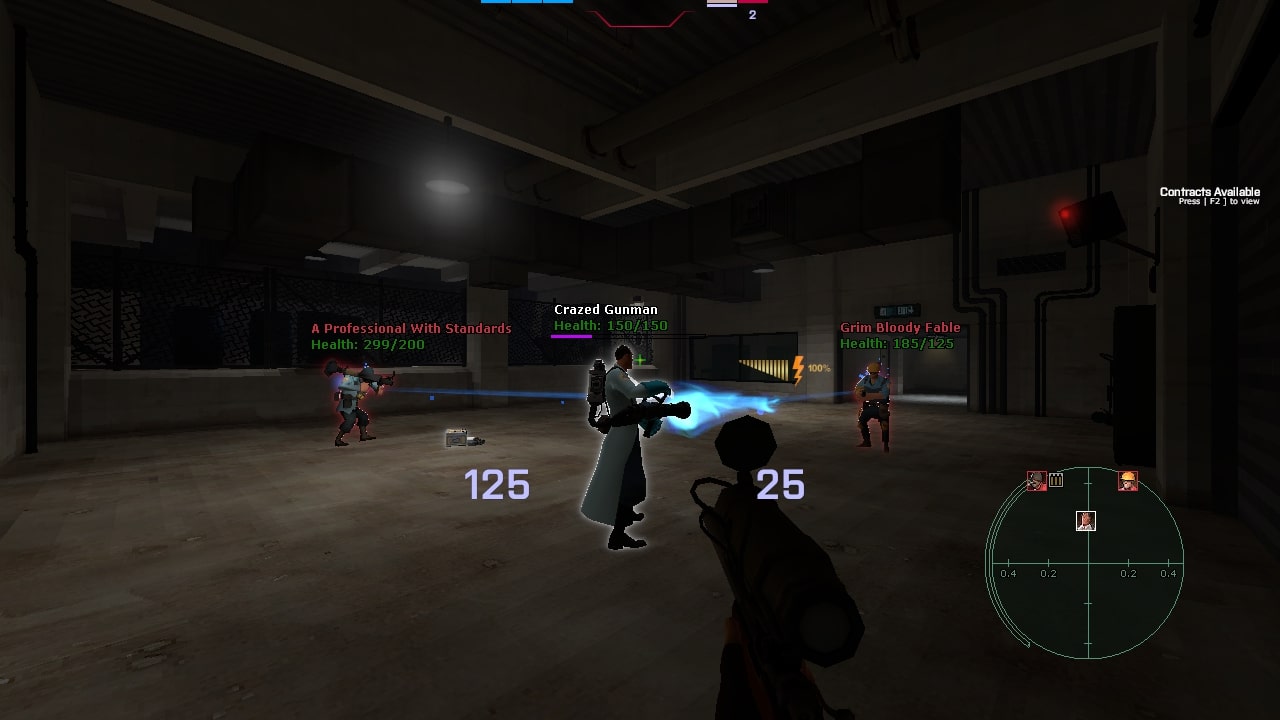 2
Contracts Available
Press [ F2 ] to view
Crazed Gunman
Health: 150/150
A Professional With Standards
Health: 299/200
Grim Bloody Fable
Health: 185/125
EXIT
100%
125
25
0.4 0.2 0.2 0.4